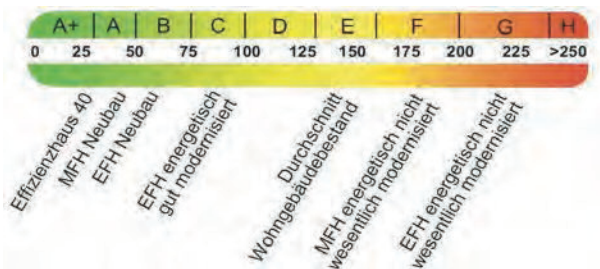 A+ A B C D E F G H
0 25 50 75 100 125 150 175 200 225 >250
Effizienzhaus 40
MFH Neubau
EFH Neubau
EFH energetisch
gut modernisiert
Durchschnitt
Wohngebäudebestand
MFH energetisch nicht
wesentlich modernisiert
EFH energetisch nicht
wesentlich modernisiert